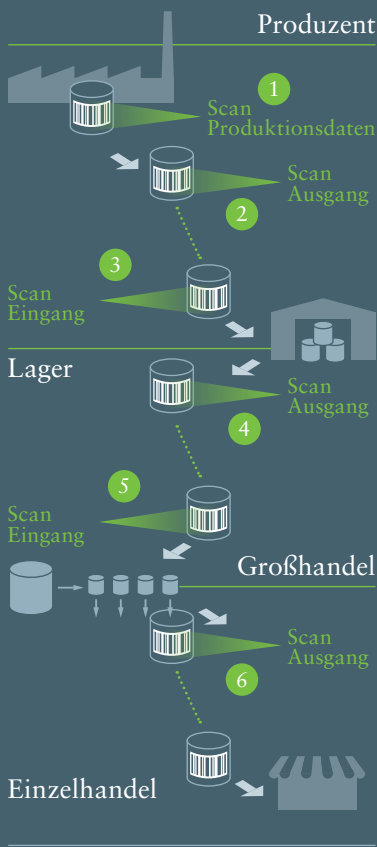 Produzent
1
Scan
Produktionsdaten
Scan
Ausgang
2
3
Scan
Eingang
Lager
Scan
Ausgang
4
5
Scan
Eingang
Großhandel
Scan
Ausgang
6
Einzelhandel